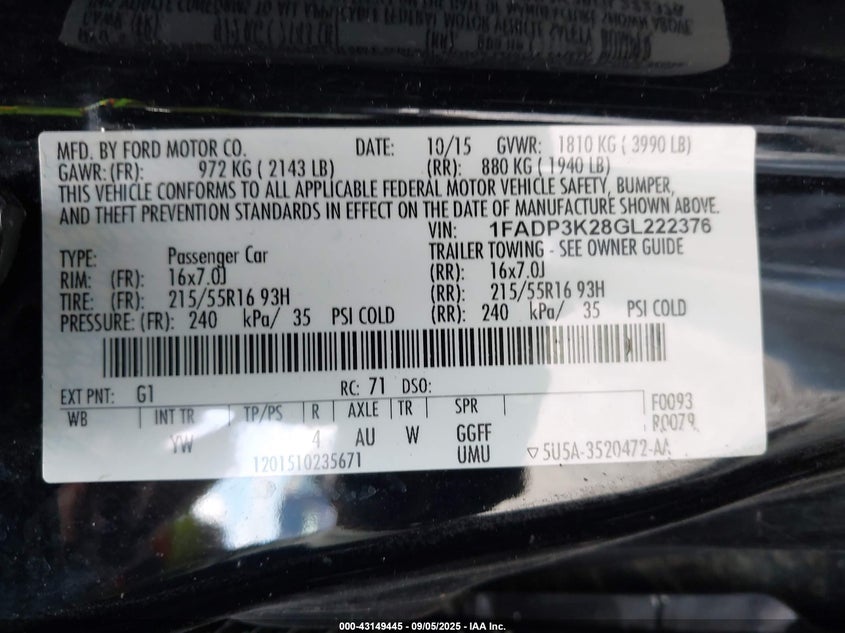 MFD. BY FORD MOTOR CO. DATE: 10/15 GVWR: 1810 KG ( 3990 LB)
GAWR: (FR): 972 KG ( 2143 LB) (RR): 880 KG ( 1940 LB)
THIS VEHICLE CONFORMS TO ALL APPLICABLE FEDERAL MOTOR VEHICLE SAFETY, BUMPER,
AND THEFT PREVENTION STANDARDS IN EFFECT ON THE DATE OF MANUFACTURE SHOWN ABOVE
VIN: 1FADP3K28GL222376
TYPE: Passenger Car TRAILER TOWING - SEE OWNER GUIDE
RIM: (FR): 16x7.0J (RR): 16x7.0J
TIRE: (FR): 215/55R16 93H (RR): 215/55R16 93H
PRESSURE: (FR): 240 kPa/ 35 PSI COLD (RR): 240 kPa/ 35 PSI COLD
EXT PNT: G1 RC: 71 DSO:
WB INT TR TP/PS R AXLE TR SPR F0093
YW 4 AU W GGFF R0079
1201510235671 UMU ▽5U5A-3520472-AA
000-43149445 - 09/05/2025 - IAA Inc.